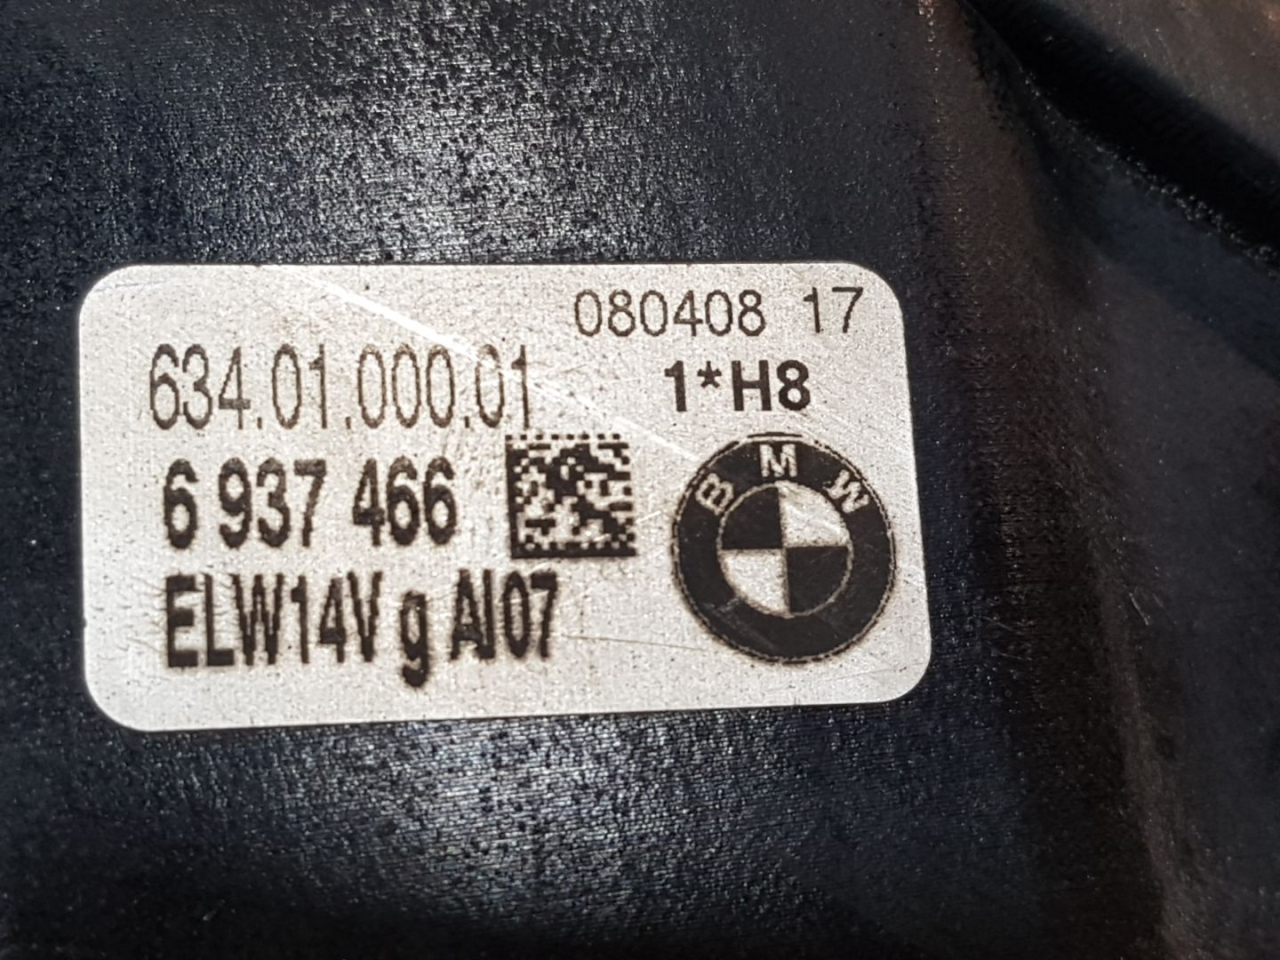 080408 17
634.01.000.01
1*H8
6 937 466
BMW
ELW14V g AI07